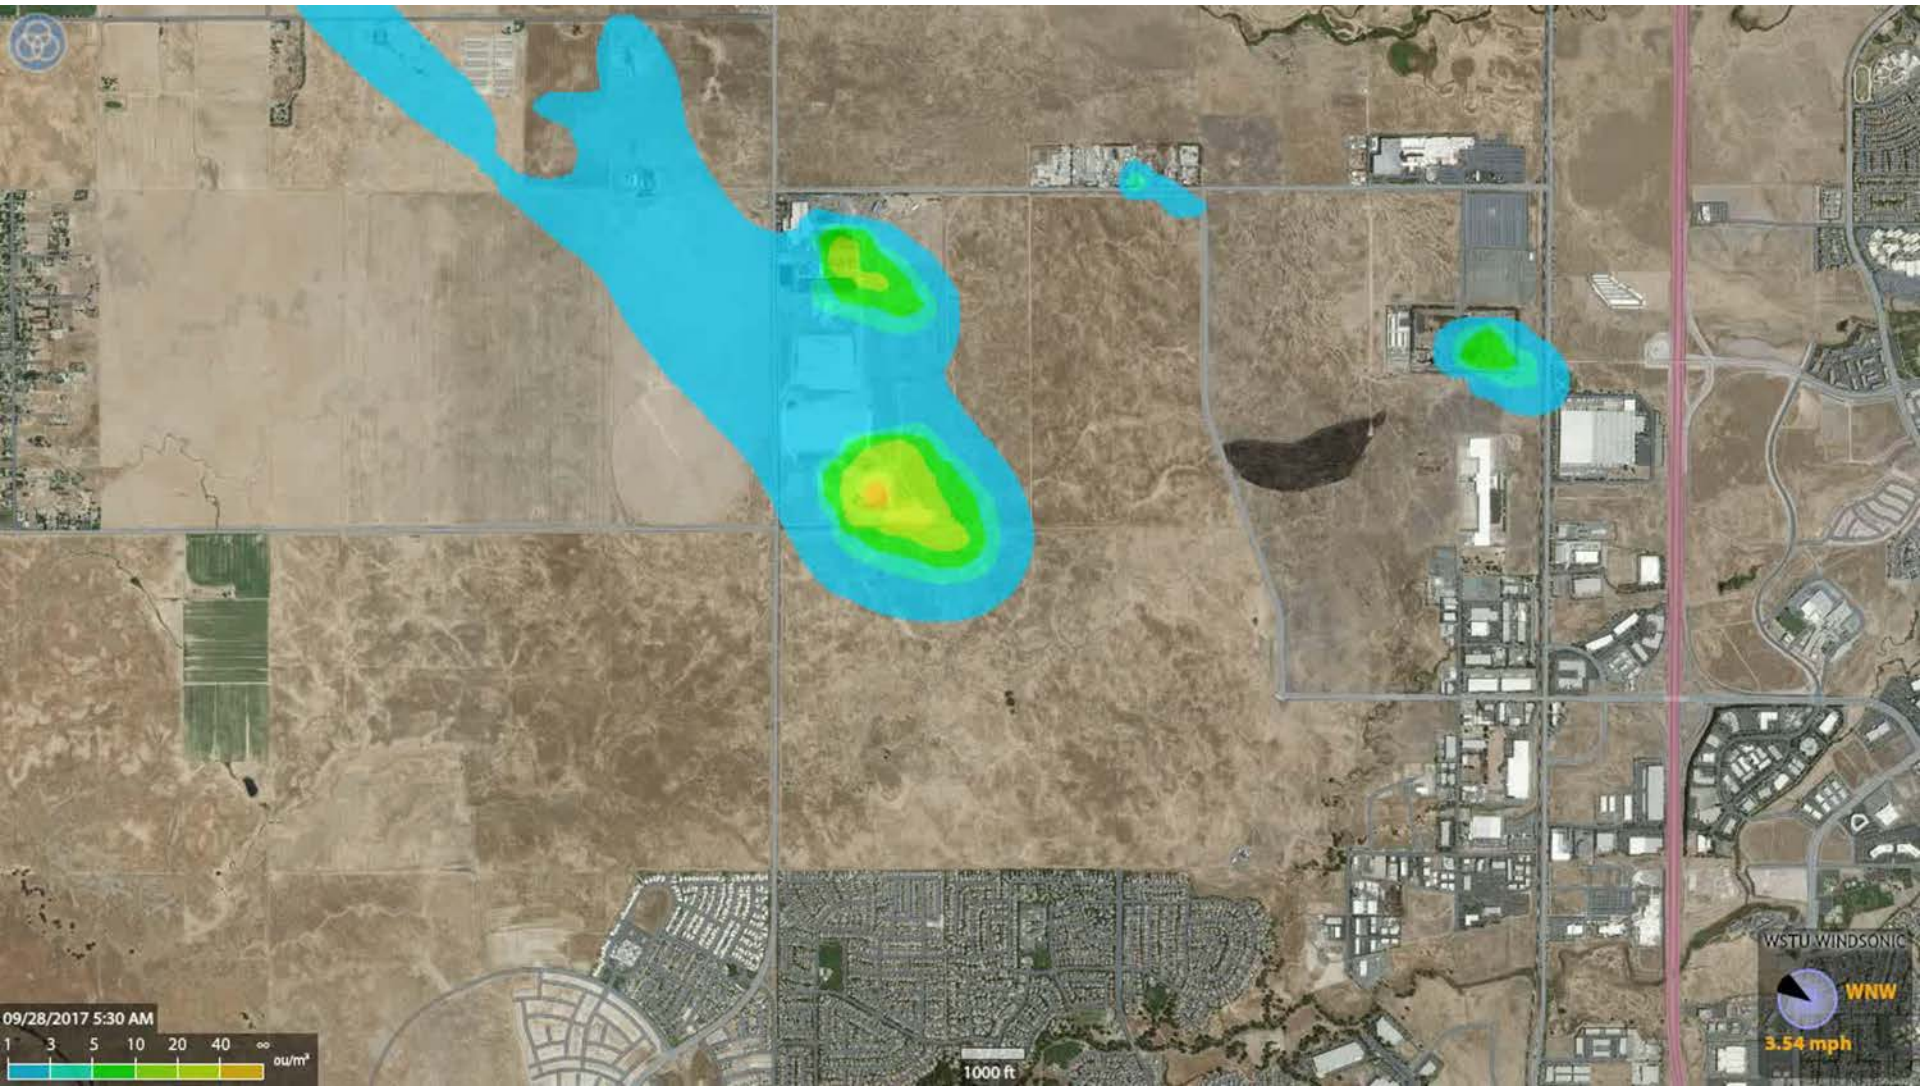 WSTU WINDSONIC
WNW
3.54 mph
09/28/2017 5:30 AM
1 3 5 10 20 40 ∞
ou/m³
1000 ft